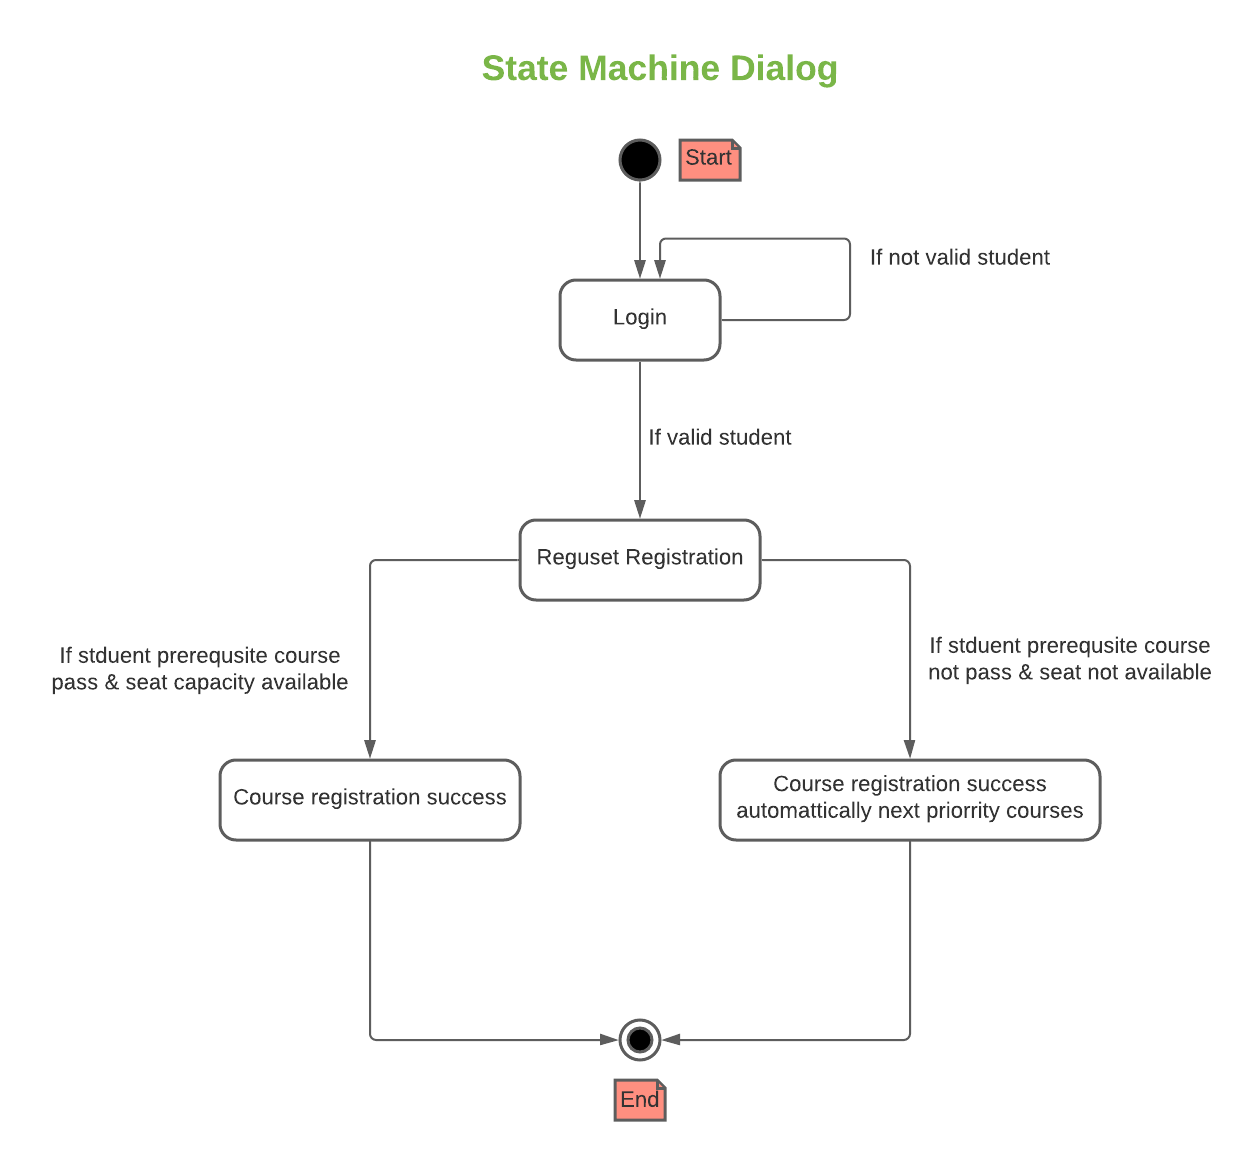 State Machine Dialog
Start
If not valid student
Login
If valid student
Reguset Registration
If stduent prerequsite course
pass & seat capacity available
If stduent prerequsite course
not pass & seat not available
Course registration success
Course registration success
automattically next priorrity courses
End